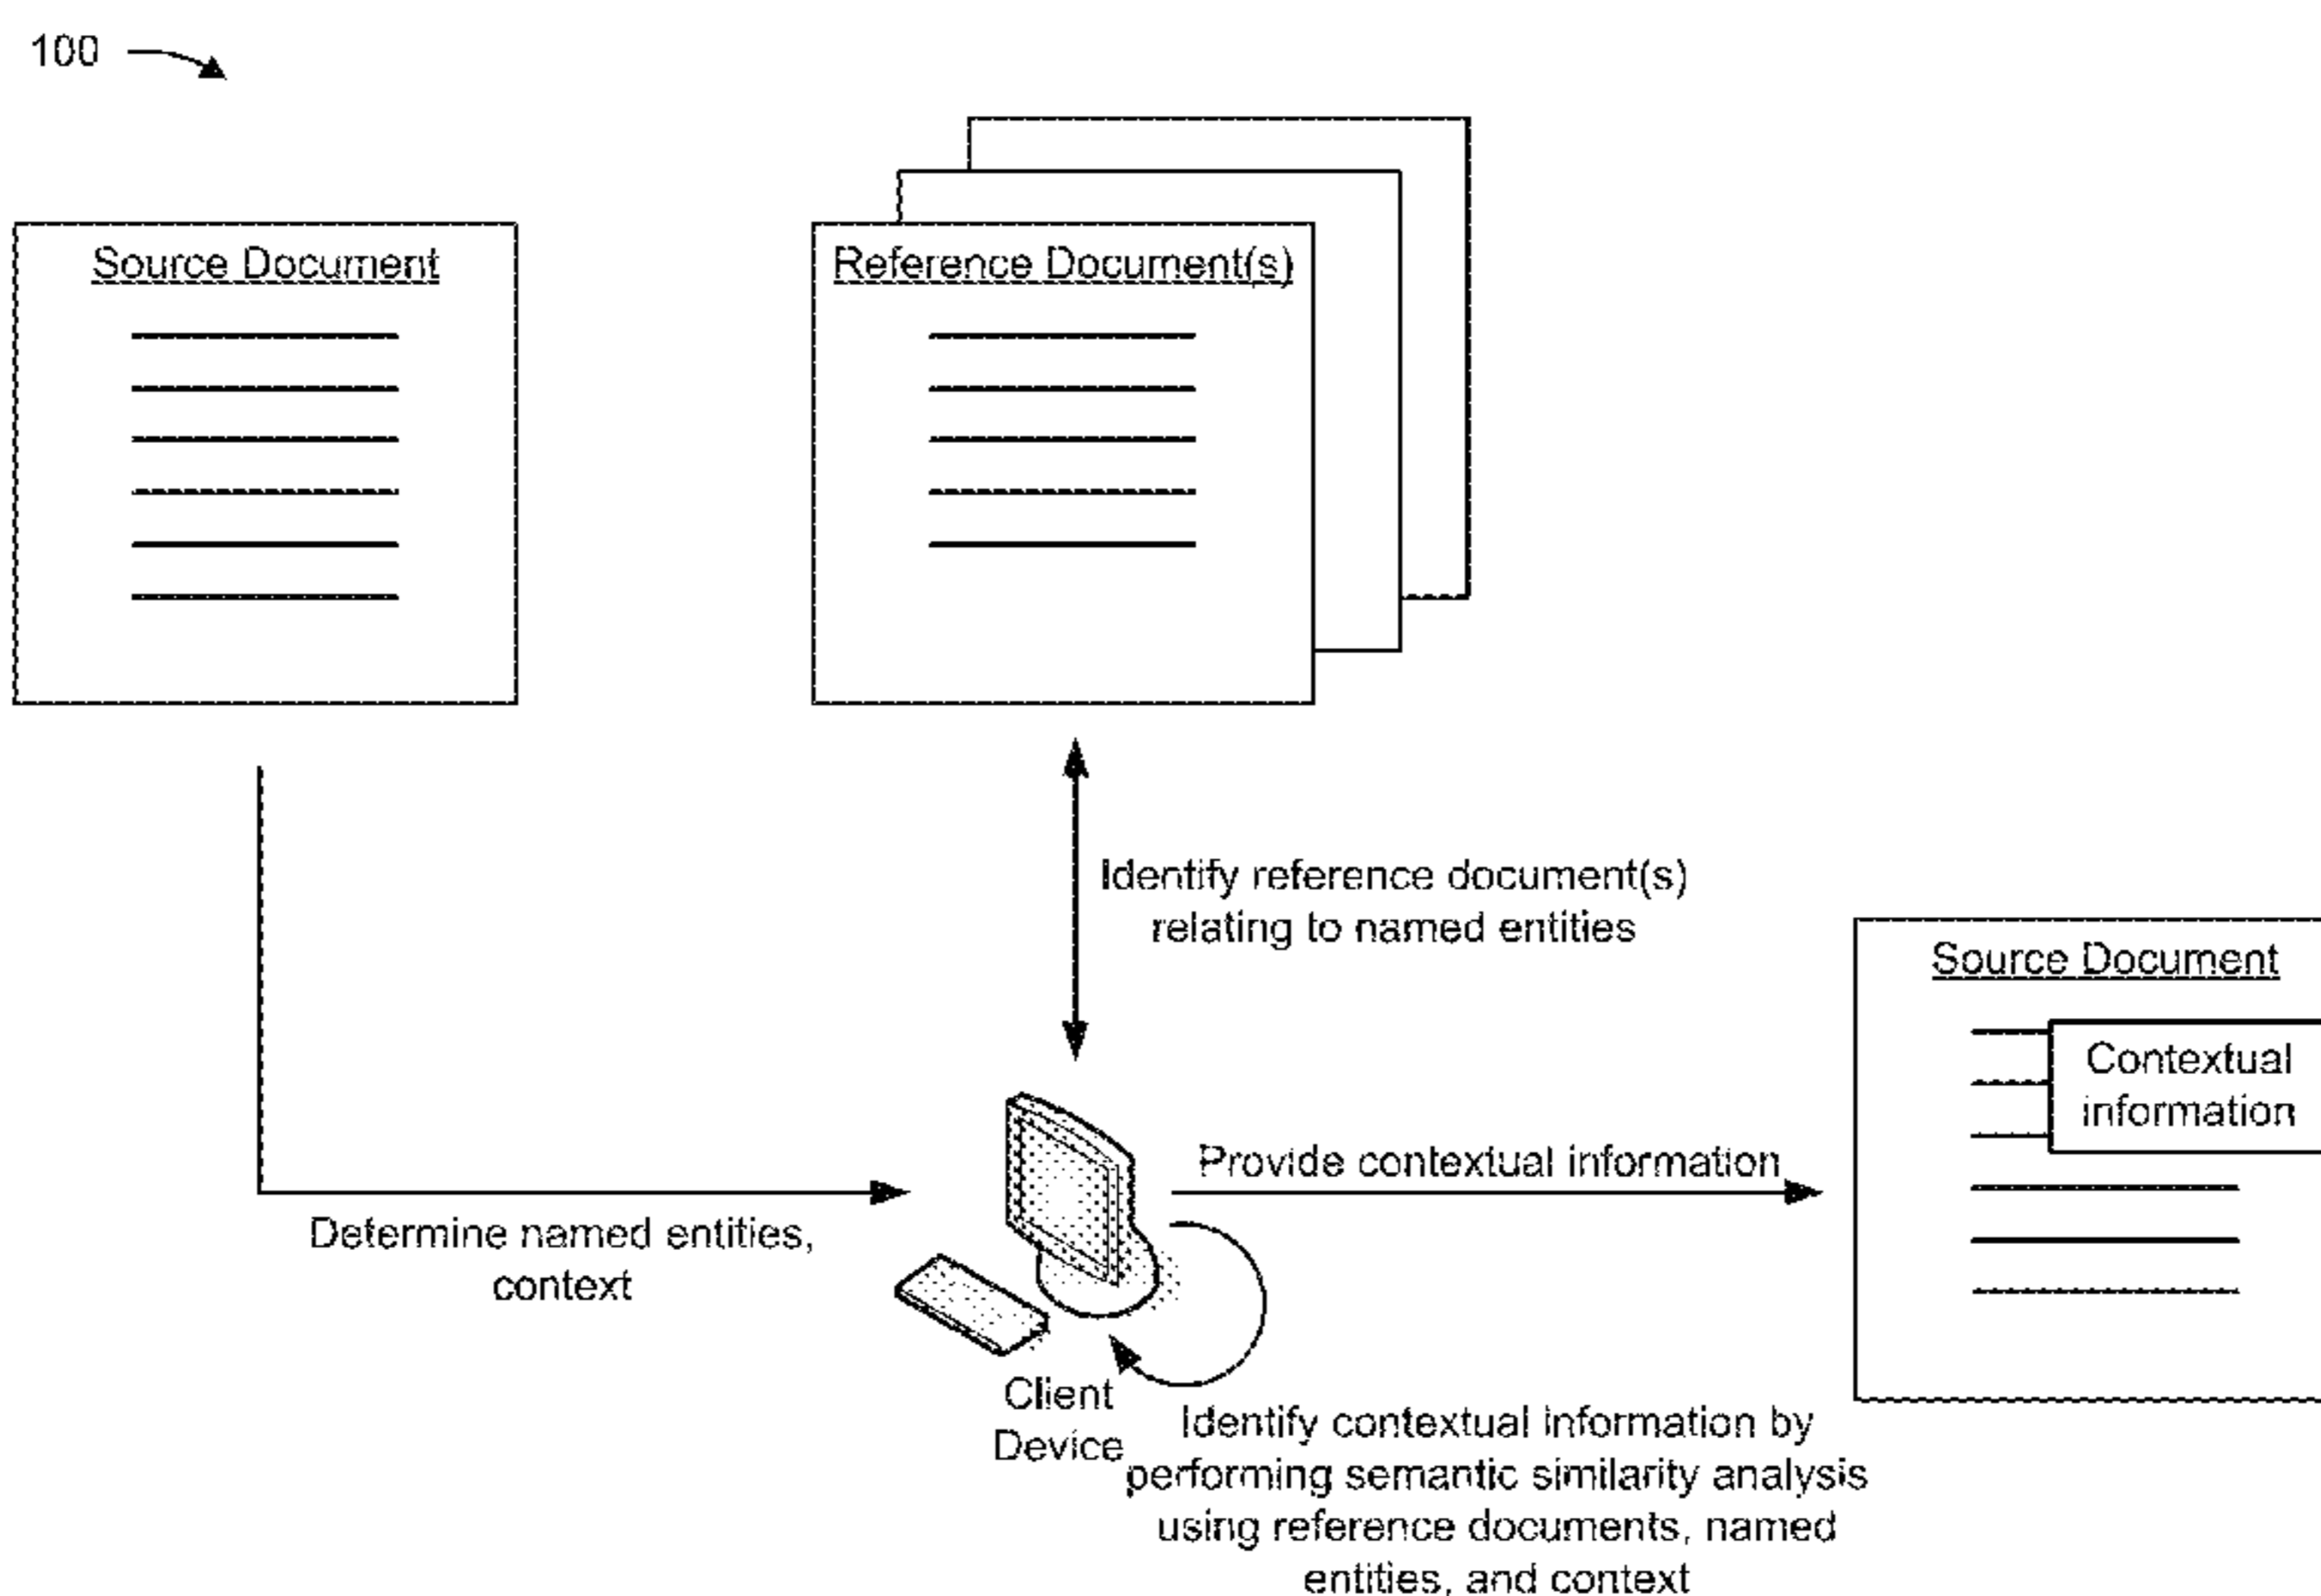 100
Source Document
Reference Document(s)
Identify reference document(s)
relating to named entities
Source Document
Contextual
information
Provide contextual information
Determine named entities,
context
Client
Device
Identify contextual information by
performing semantic similarity analysis
using reference documents, named
entities, and context